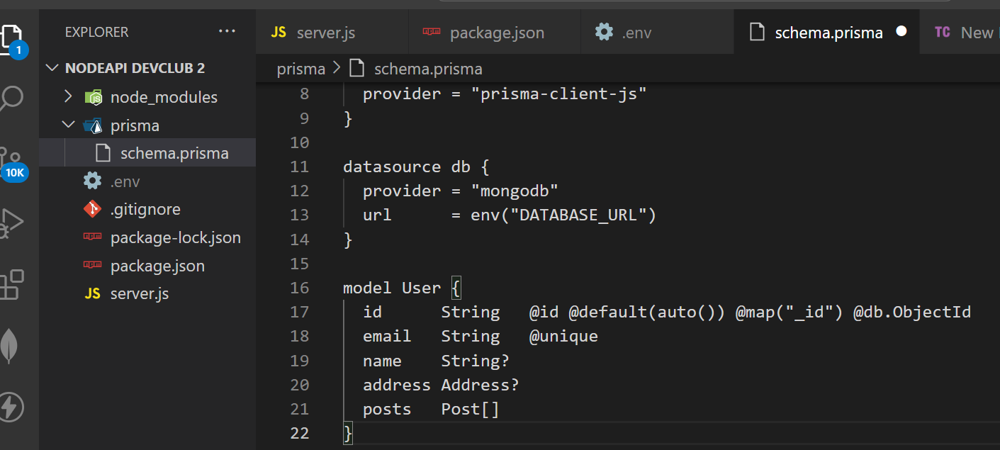 EXPLORER ...
JS server.js
package.json
.env
schema.prisma
TC New
1
NODEAPI DEVCLUB 2
node_modules
prisma
schema.prisma
.env
.gitignore
package-lock.json
package.json
JS server.js
10K
prisma > schema.prisma
8 provider = "prisma-client-js"
9 }
10
11 datasource db {
12 provider = "mongodb"
13 url = env("DATABASE_URL")
14 }
15
16 model User {
17 id String @id @default(auto()) @map("_id") @db.ObjectId
18 email String @unique
19 name String?
20 address Address?
21 posts Post[]
22 }